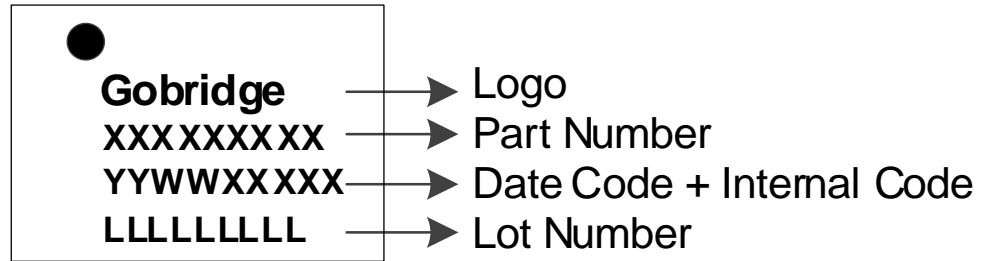 Gobridge Logo
XXXXXXXXX Part Number
YYWWXXXXX Date Code + Internal Code
LLLLLLLLL Lot Number